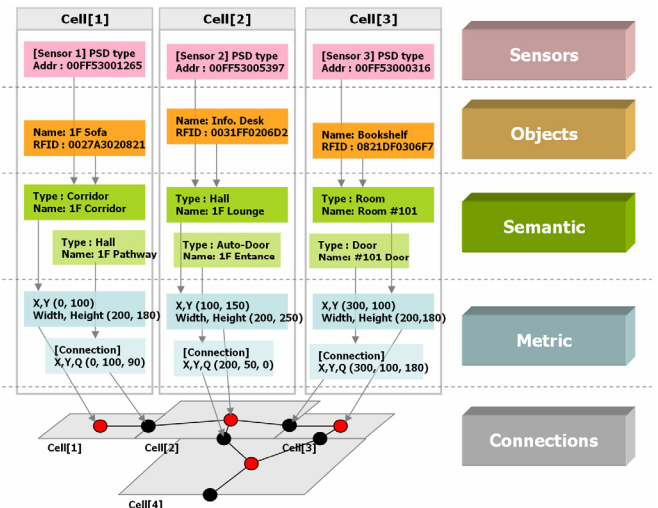 Cell[1]
Cell[2]
Cell[3]
[Sensor 1] PSD type
Addr : 00FF53001265
[Sensor 2] PSD type
Addr : 00FF53005397
[Sensor 3] PSD type
Addr : 00FF53000316
Sensors
Name: 1F Sofa
RFID : 0027A3020821
Name: Info. Desk
RFID : 0031FF0206D2
Name: Bookshelf
RFID : 0821DF0306F7
Objects
Type : Corridor
Name: 1F Corridor
Type : Hall
Name: 1F Lounge
Type : Room
Name: Room #101
Semantic
Type : Hall
Name: 1F Pathway
Type : Auto-Door
Name: 1F Entance
Type : Door
Name: #101 Door
X,Y (0, 100)
Width, Height (200, 180)
X,Y (100, 150)
Width, Height (200, 250)
X,Y (300, 100)
Width, Height (200,180)
Metric
[Connection]
X,Y,Q (0, 100, 90)
[Connection]
X,Y,Q (200, 50, 0)
[Connection]
X,Y,Q (300, 100, 180)
Connections
Cell[1]
Cell[2]
Cell[3]
Cell[4]